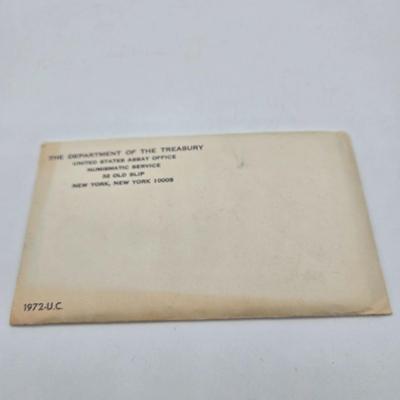 THE DEPARTMENT OF THE TREASURY
UNITED STATES ASSAY OFFICE
NUMISMATIC SERVICE
32 OLD SLIP
NEW YORK, NEW YORK 10005
1972-U.C.